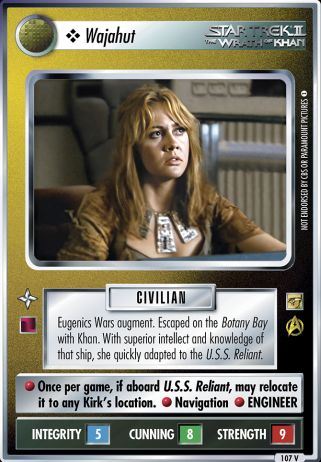 ❖ Wajahut
STAR TREK II
THE WRATH OF KHAN
NOT ENDORSED BY CBS OR PARAMOUNT PICTURES
CIVILIAN
Eugenics Wars augment. Escaped on the Botany Bay
with Khan. With superior intellect and knowledge of
that ship, she quickly adapted to the U.S.S. Reliant.
● Once per game, if aboard U.S.S. Reliant, may relocate
it to any Kirk's location. ● Navigation ● ENGINEER
INTEGRITY 5 CUNNING 8 STRENGTH 9
107 V